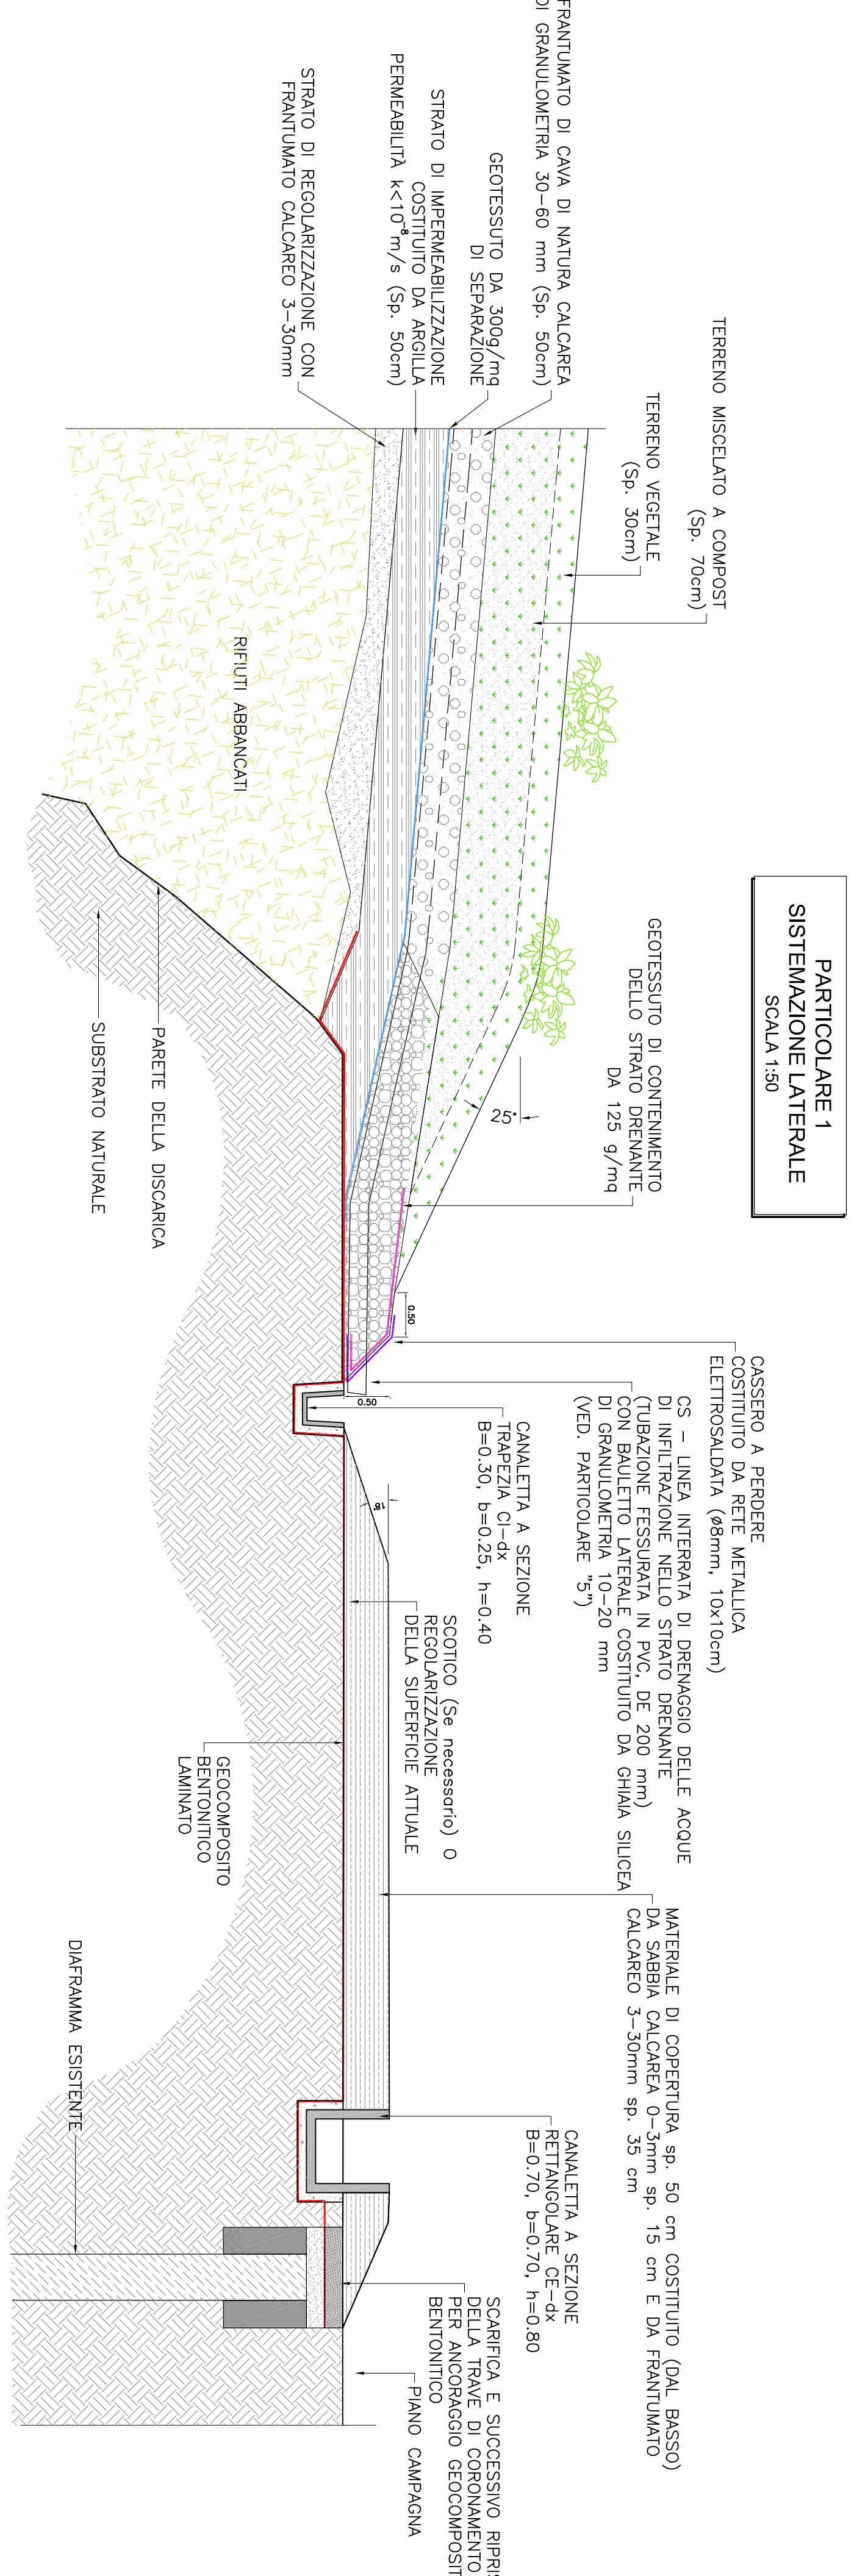 PARTICOLARE 1
SISTEMAZIONE LATERALE
SCALA 1:50
TERRENO MISCELATO A COMPOST
(Sp. 70cm)
TERRENO VEGETALE
(Sp. 30cm)
FRANTUMATO DI CAVA DI NATURA CALCAREA
DI GRANULOMETRIA 30-60 mm (Sp. 50cm)
GEOTESSUTO DA 300g/mq
DI SEPARAZIONE
STRATO DI IMPERMEABILIZZAZIONE
COSTITUITO DA ARGILLA
PERMEABILITÀ k<10⁻⁸m/s (Sp. 50cm)
STRATO DI REGOLARIZZAZIONE CON
FRANTUMATO CALCAREO 3-30mm
RIFIUTI ABBANCATI
GEOTESSUTO DI CONTENIMENTO
DELLO STRATO DRENANTE
DA 125 g/mq
25°
PARETE DELLA DISCARICA
SUBSTRATO NATURALE
0.50
0.50
CASSERO A PERDERE
COSTITUITO DA RETE METALLICA
ELETTROSALDATA (ø8mm, 10x10cm)
CS - LINEA INTERRATA DI DRENAGGIO DELLE ACQUE
DI INFILTRAZIONE NELLO STRATO DRENANTE
(TUBAZIONE FESSURATA IN PVC, DE 200 mm)
CON BAULETTO LATERALE COSTITUITO DA GHIAIA SILICEA
DI GRANULOMETRIA 10-20 mm
(VED. PARTICOLARE "5")
CANALETTA A SEZIONE
TRAPEZIA CI-dx
B=0.30, b=0.25, h=0.40
18°
SCOTICO (Se necessario) O
REGOLARIZZAZIONE
DELLA SUPERFICIE ATTUALE
GEOCOMPOSITO
BENTONITICO
LAMINATO
MATERIALE DI COPERTURA sp. 50 cm COSTITUITO (DAL BASSO)
DA SABBIA CALCAREA 0-3mm sp. 15 cm E DA FRANTUMATO
CALCAREO 3-30mm sp. 35 cm
DIAFRAMMA ESISTENTE
CANALETTA A SEZIONE
RETTANGOLARE CE-dx
B=0.70, b=0.70, h=0.80
SCARIFICA E SUCCESSIVO
DELLA TRAVE DI CORONAMENTO
PER ANCORAGGIO
BENTONITICO
PIANO CAMPAGNA